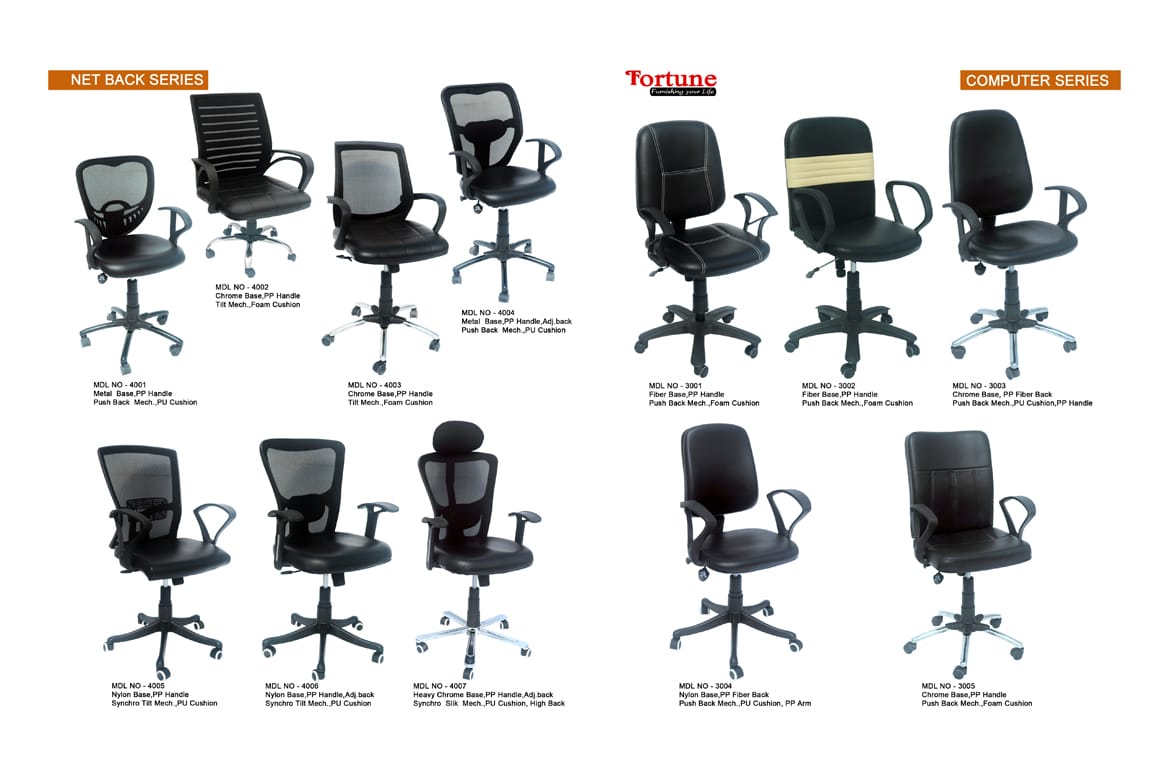 NET BACK SERIES
MDL NO - 4002
Chrome Base,PP Handle
Tilt Mech.,Foam Cushion
MDL NO - 4004
Metal Base,PP Handle,Adj.back
Push Back Mech.,PU Cushion
MDL NO - 4001
Metal Base,PP Handle
Push Back Mech.,PU Cushion
MDL NO - 4003
Chrome Base,PP Handle
Tilt Mech.,Foam Cushion
MDL NO - 4005
Nylon Base,PP Handle
Synchro Tilt Mech.,PU Cushion
MDL NO - 4006
Nylon Base,PP Handle,Adj.back
Synchro Tilt Mech.,PU Cushion
MDL NO - 4007
Heavy Chrome Base,PP Handle,Adj.back
Synchro Slik Mech.,PU Cushion, High Back
Fortune
Furnishing your Life
COMPUTER SERIES
MDL NO - 3001
Fiber Base,PP Handle
Push Back Mech.,Foam Cushion
MDL NO - 3002
Fiber Base,PP Handle
Push Back Mech.,Foam Cushion
MDL NO - 3003
Chrome Base, PP Fiber Back
Push Back Mech.,PU Cushion,PP Handle
MDL NO - 3004
Nylon Base,PP Fiber Back
Push Back Mech.,PU Cushion, PP Arm
MDL NO - 3005
Chrome Base,PP Handle
Push Back Mech.,Foam Cushion